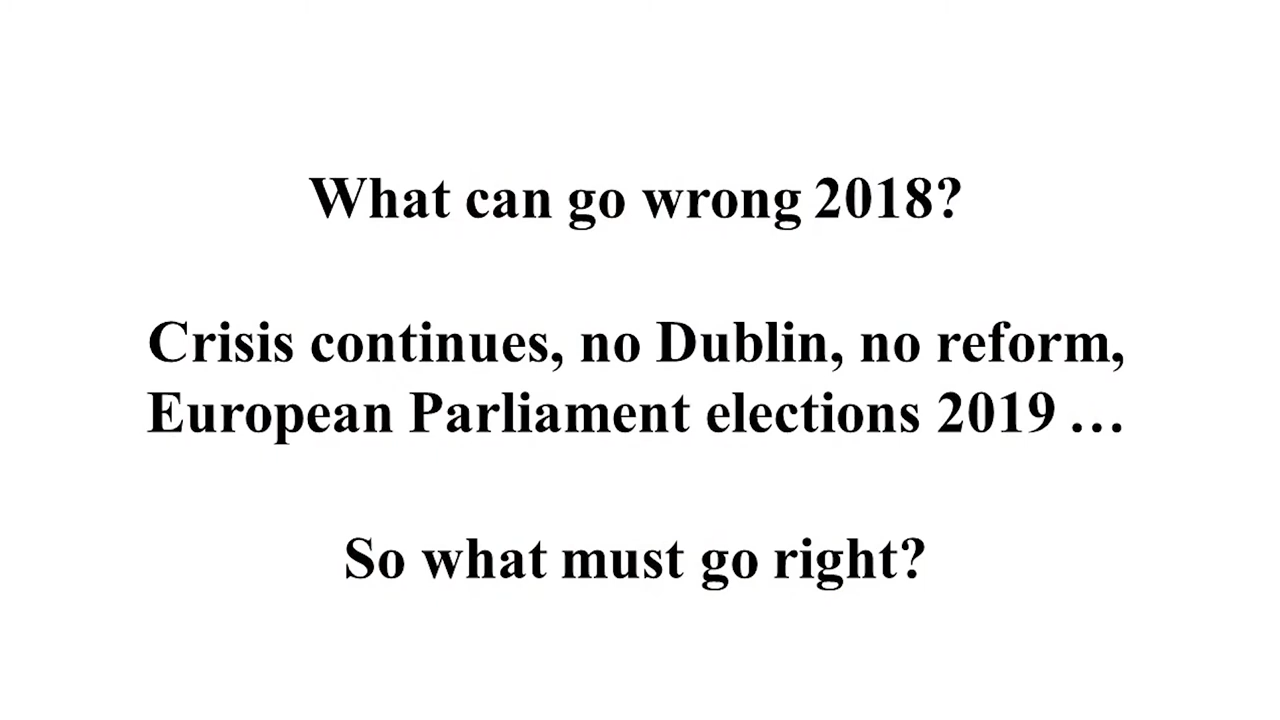 What can go wrong 2018?
Crisis continues, no Dublin, no reform,
European Parliament elections 2019 …
So what must go right?